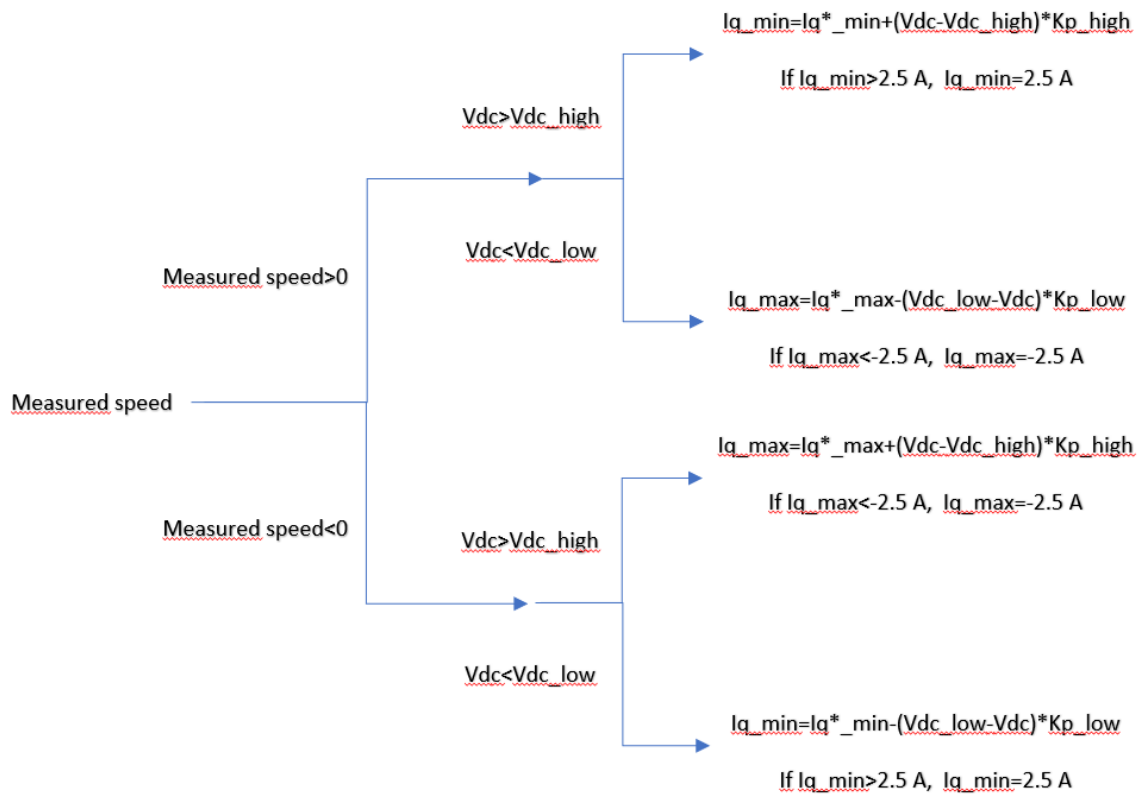 Iq_min=Iq*_min+(Vdc-Vdc_high)*Kp_high
If Iq_min>2.5 A, Iq_min=2.5 A
Vdc>Vdc_high
Vdc<Vdc_low
Measured speed>0
Iq_max=Iq*_max-(Vdc_low-Vdc)*Kp_low
If Iq_max<-2.5 A, Iq_max=-2.5 A
Measured speed
Iq_max=Iq*_max+(Vdc-Vdc_high)*Kp_high
If Iq_max<-2.5 A, Iq_max=-2.5 A
Measured speed<0
Vdc>Vdc_high
Vdc<Vdc_low
Iq_min=Iq*_min-(Vdc_low-Vdc)*Kp_low
If Iq_min>2.5 A, Iq_min=2.5 A